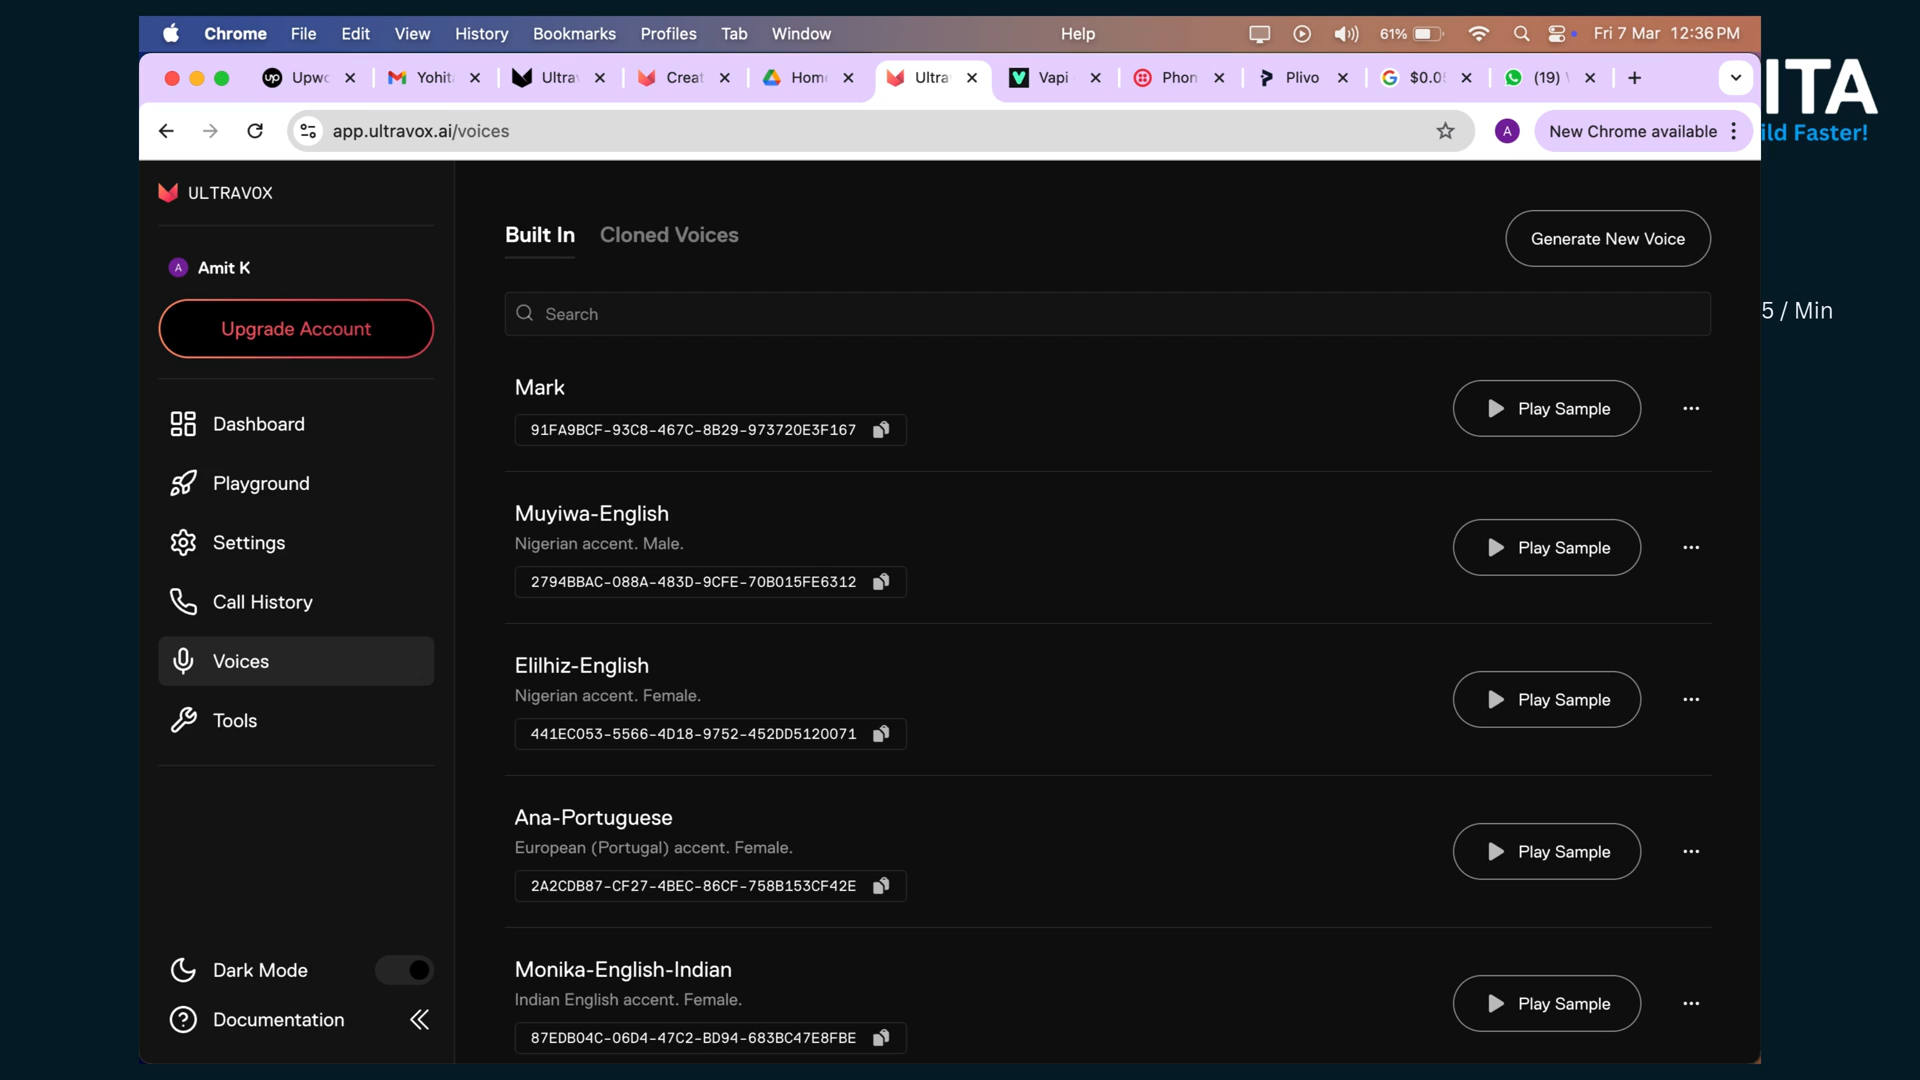 Chrome File Edit View History Bookmarks Profiles Tab Window Help 61% Fri 7 Mar 12:36 PM
Upwo Yohit Ultra Creat Home Ultra Vapi Phon Plivo $0.0 (19)
app.ultravox.ai/voices A New Chrome available
ITA
ild Faster!
5 / Min
ULTRAVOX
A Amit K
Upgrade Account
Dashboard
Playground
Settings
Call History
Voices
Tools
Dark Mode
Documentation
Built In Cloned Voices
Generate New Voice
Search
Mark
91FA9BCF-93C8-467C-8B29-973720E3F167
Play Sample
Muyiwa-English
Nigerian accent. Male.
2794BBAC-088A-483D-9CFE-70B015FE6312
Play Sample
Elilhiz-English
Nigerian accent. Female.
441EC053-5566-4D18-9752-452DD5120071
Play Sample
Ana-Portuguese
European (Portugal) accent. Female.
2A2CDB87-CF27-4BEC-86CF-758B153CF42E
Play Sample
Monika-English-Indian
Indian English accent. Female.
87EDB04C-06D4-47C2-BD94-683BC47E8FBE
Play Sample